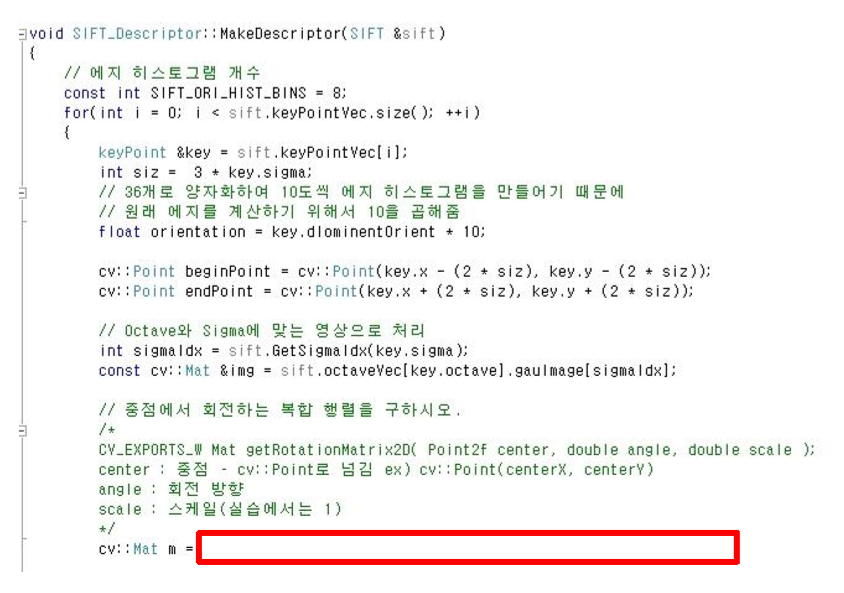 void SIFT_Descriptor::MakeDescriptor(SIFT &sift)
{
// 에지 히스토그램 개수
const int SIFT_ORI_HIST_BINS = 8;
for(int i = 0; i < sift.keyPointVec.size(); ++i)
{
keyPoint &key = sift.keyPointVec[i];
int siz =  3 * key.sigma;
// 36개로 양자화하여 10도씩 에지 히스토그램을 만들어기 때문에
// 원래 에지를 계산하기 위해서 10을 곱해줌
float orientation = key.dlominentOrient * 10;
cv::Point beginPoint = cv::Point(key.x - (2 * siz), key.y - (2 * siz));
cv::Point endPoint = cv::Point(key.x + (2 * siz), key.y + (2 * siz));
// Octave와 Sigma에 맞는 영상으로 처리
int sigmaIdx = sift.GetSigmaIdx(key.sigma);
const cv::Mat &img = sift.octaveVec[key.octave].gauImage[sigmaIdx];
// 중점에서 회전하는 복합 행렬을 구하시오.
/*
CV_EXPORTS_W Mat getRotationMatrix2D( Point2f center, double angle, double scale );
center : 중점 - cv::Point로 넘김 ex) cv::Point(centerX, centerY)
angle : 회전 방향
scale : 스케일(실습에서는 1)
*/
cv::Mat m =